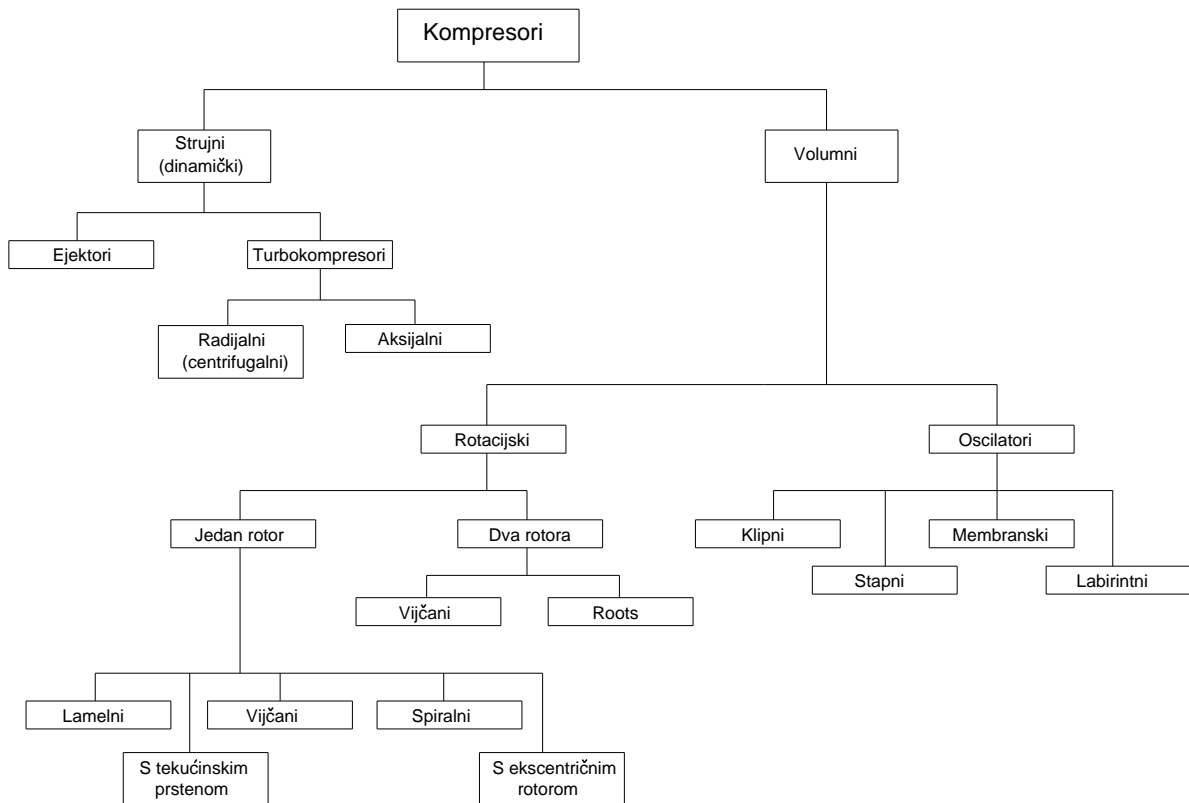 Kompresori
Strujni
(dinamički)
Volumni
Ejektori
Turbokompresori
Radijalni
(centrifugalni)
Aksijalni
Rotacijski
Oscilatori
Jedan rotor
Dva rotora
Klipni
Membranski
Stapni
Labirintni
Vijčani
Roots
Lamelni
Vijčani
Spiralni
S tekućinskim
prstenom
S ekscentričnim
rotorom